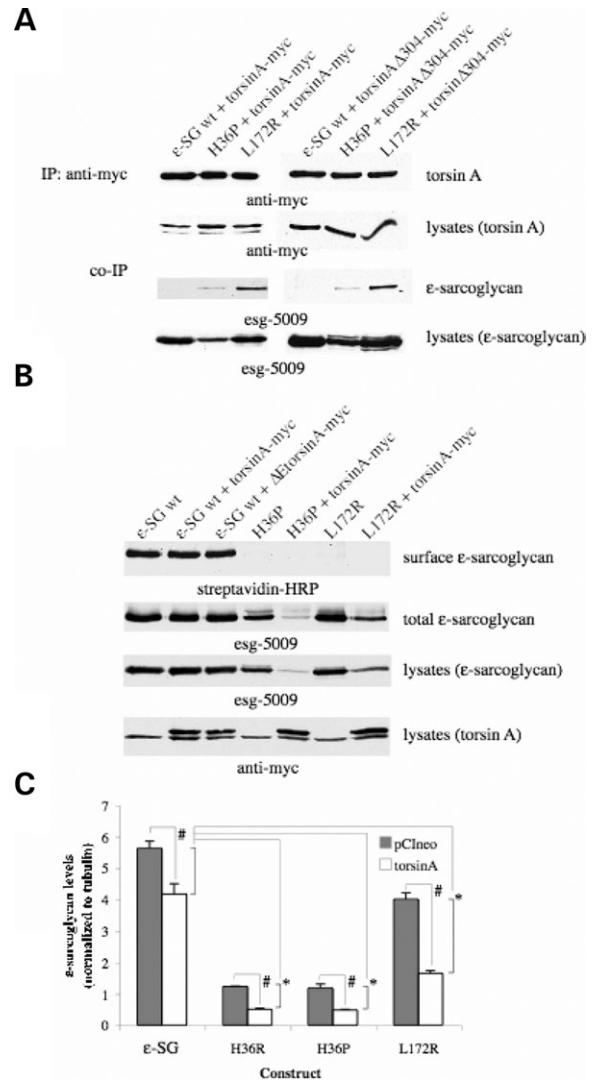 A
ε-SG wt + torsinA-myc
H36P + torsinA-myc
L172R + torsinA-myc
ε-SG wt + torsinAΔ304-myc
H36P + torsinAΔ304-myc
L172R + torsinΔ304-myc
IP: anti-myc
torsin A
anti-myc
lysates (torsin A)
anti-myc
co-IP
ε-sarcoglycan
esg-5009
lysates (ε-sarcoglycan)
esg-5009
B
ε-SG wt
ε-SG wt + torsinA-myc
ε-SG wt + ΔEtorsinA-myc
H36P
H36P + torsinA-myc
L172R
L172R + torsinA-myc
surface ε-sarcoglycan
streptavidin-HRP
total ε-sarcoglycan
esg-5009
lysates (ε-sarcoglycan)
esg-5009
lysates (torsin A)
anti-myc
C
ε-sarcoglycan levels
(normalized to tubulin)
7
6
5
4
3
2
1
0
#
# *
# *
# *
pCIneo
torsinA
ε-SG
H36R
H36P
L172R
Construct